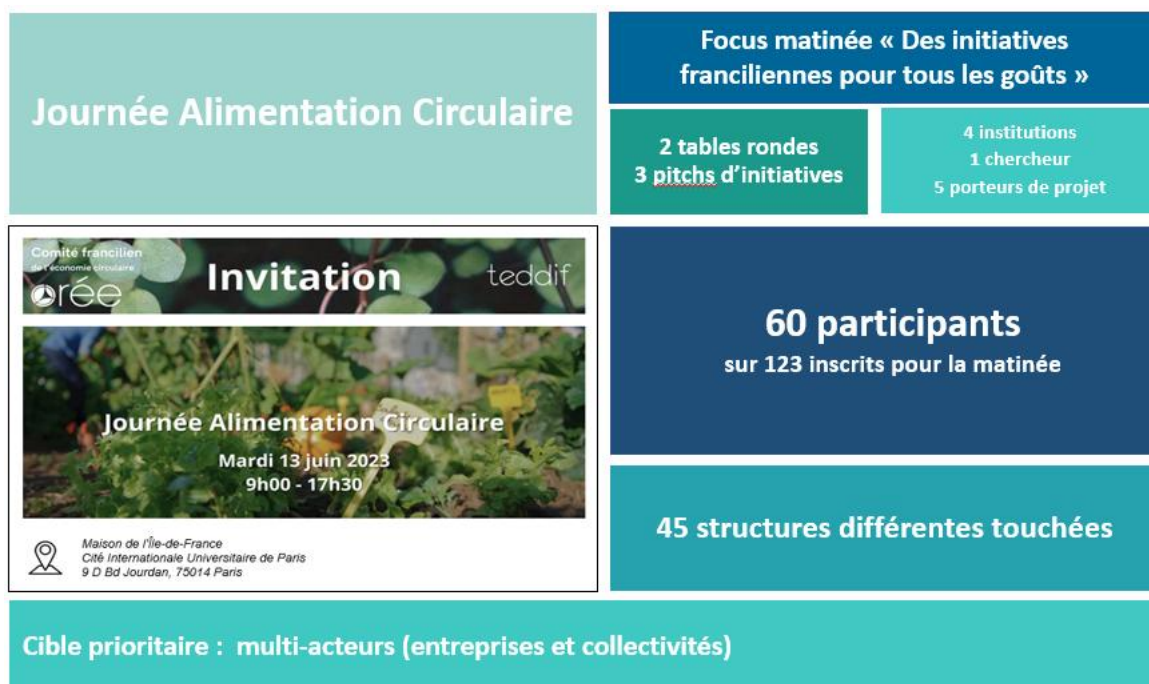 Journée Alimentation Circulaire
Focus matinée « Des initiatives
franciliennes pour tous les goûts »
2 tables rondes
3 pitchs d'initiatives
4 institutions
1 chercheur
5 porteurs de projet
Comité francilien
de l'économie circulaire
orée
Invitation
teddif
Journée Alimentation Circulaire
Mardi 13 juin 2023
9h00 - 17h30
Maison de l'Île-de-France
Cité Internationale Universitaire de Paris
9 D Bd Jourdan, 75014 Paris
60 participants
sur 123 inscrits pour la matinée
45 structures différentes touchées
Cible prioritaire : multi-acteurs (entreprises et collectivités)